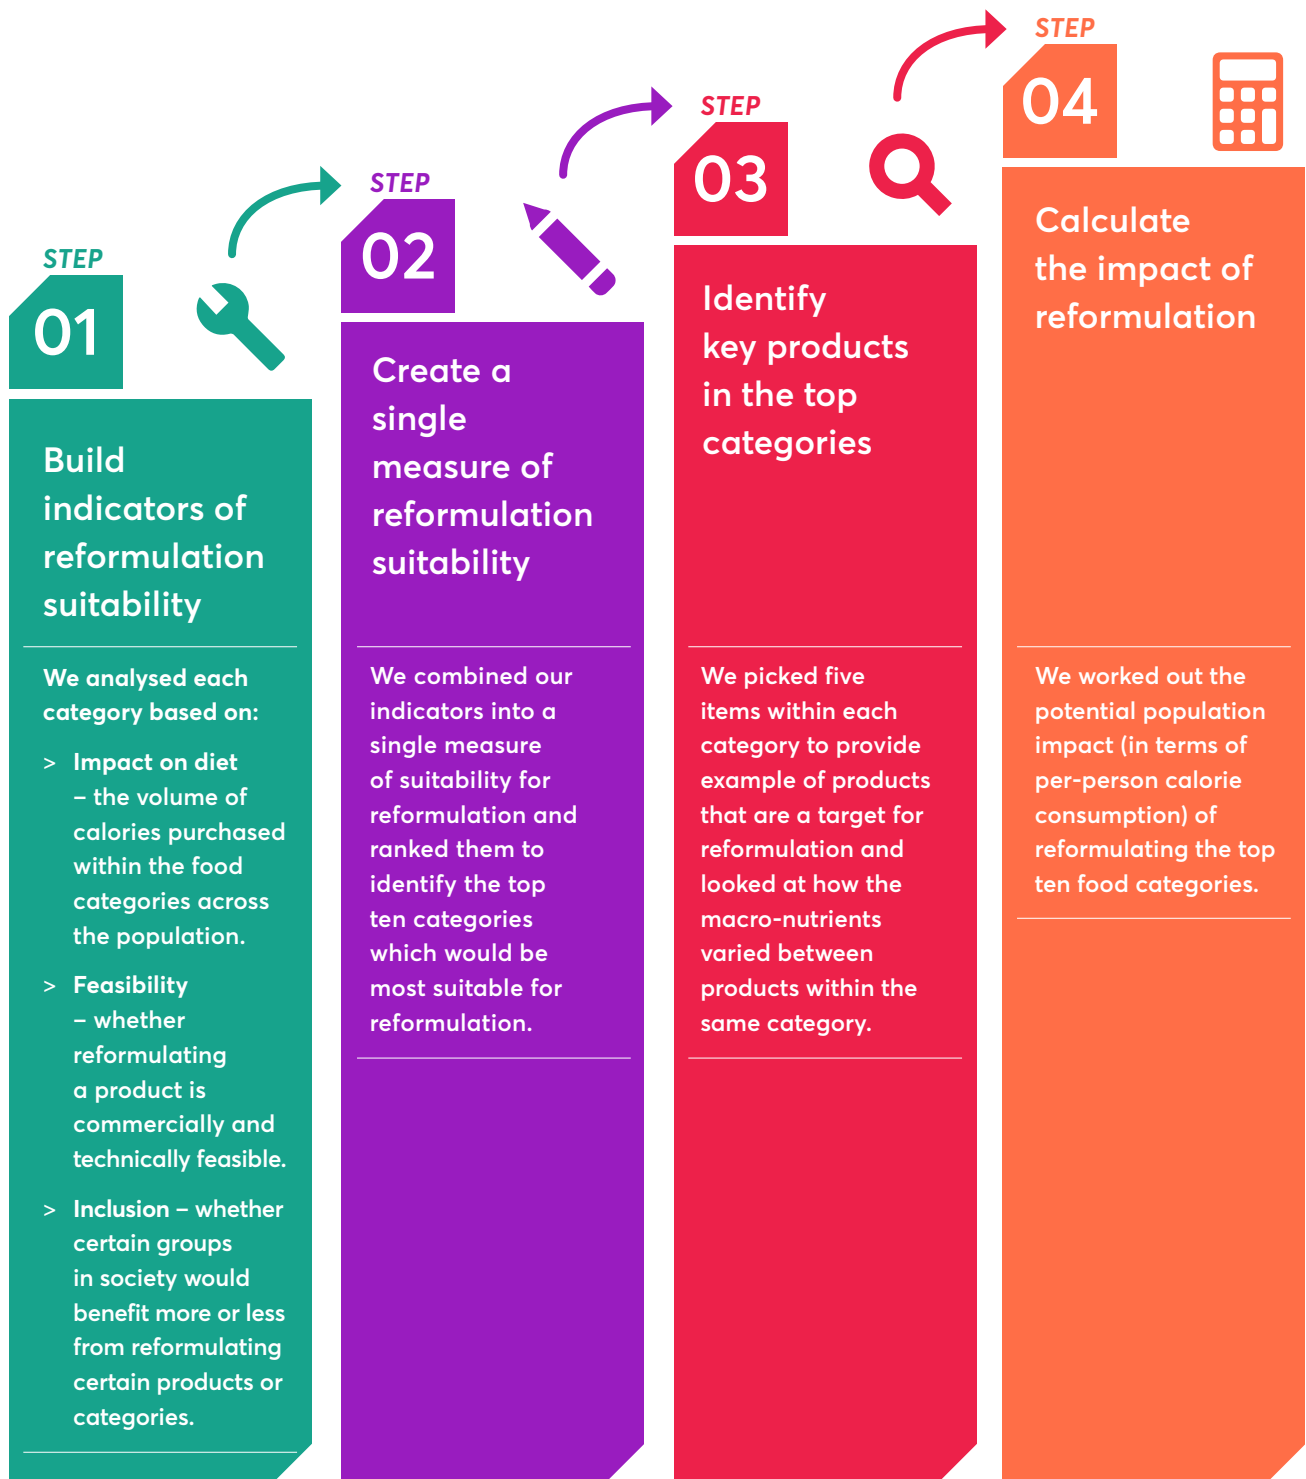 STEP
01
Build
indicators of
reformulation
suitability
We analysed each
category based on:
> Impact on diet
– the volume of
calories purchased
within the food
categories across
the population.
> Feasibility
– whether
reformulating
a product is
commercially and
technically feasible.
> Inclusion – whether
certain groups
in society would
benefit more or less
from reformulating
certain products or
categories.
STEP
02
Create a
single
measure of
reformulation
suitability
We combined our
indicators into a
single measure
of suitability for
reformulation and
ranked them to
identify the top
ten categories
which would be
most suitable for
reformulation.
STEP
03
Identify
key products
in the top
categories
We picked five
items within each
category to provide
example of products
that are a target for
reformulation and
looked at how the
macro-nutrients
varied between
products within the
same category.
STEP
04
Calculate
the impact of
reformulation
We worked out the
potential population
impact (in terms of
per-person calorie
consumption) of
reformulating the top
ten food categories.